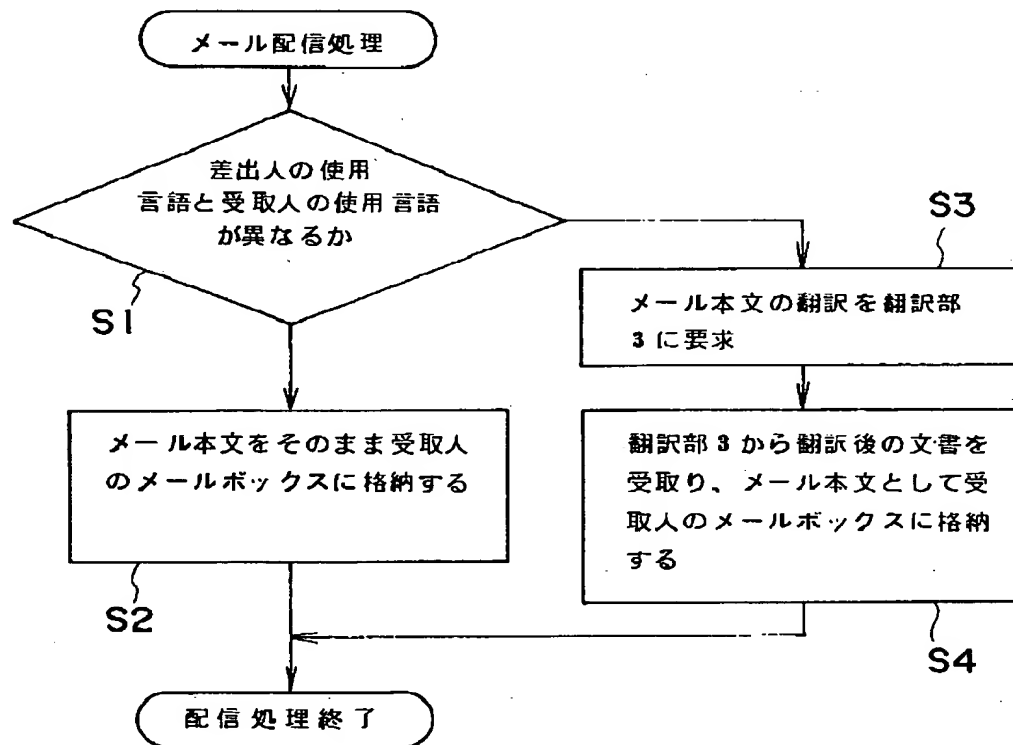 メール配信処理
差出人の使用
言語と受取人の使用言語
が異なるか
S1
S3
メール本文の翻訳を翻訳部
3に要求
メール本文をそのまま受取人
のメールボックスに格納する
S2
翻訳部3から翻訳後の文書を
受取り、メール本文として受
取人のメールボックスに格納
する
S4
配信処理終了